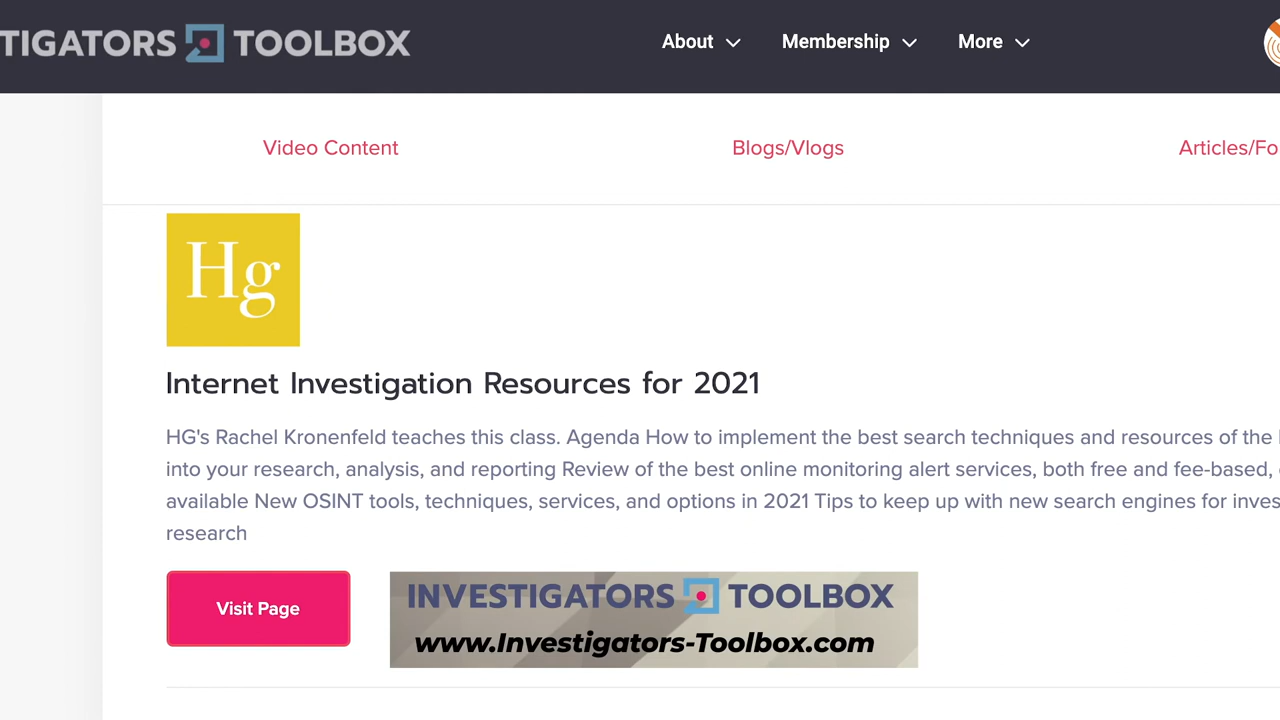 TIGATORS TOOLBOX
About
Membership
More
Video Content
Blogs/Vlogs
Articles/Fo
Hg
Internet Investigation Resources for 2021
HG's Rachel Kronenfeld teaches this class. Agenda How to implement the best search techniques and resources of the
into your research, analysis, and reporting Review of the best online monitoring alert services, both free and fee-based,
available New OSINT tools, techniques, services, and options in 2021 Tips to keep up with new search engines for inves
research
Visit Page
INVESTIGATORS TOOLBOX
www.Investigators-Toolbox.com